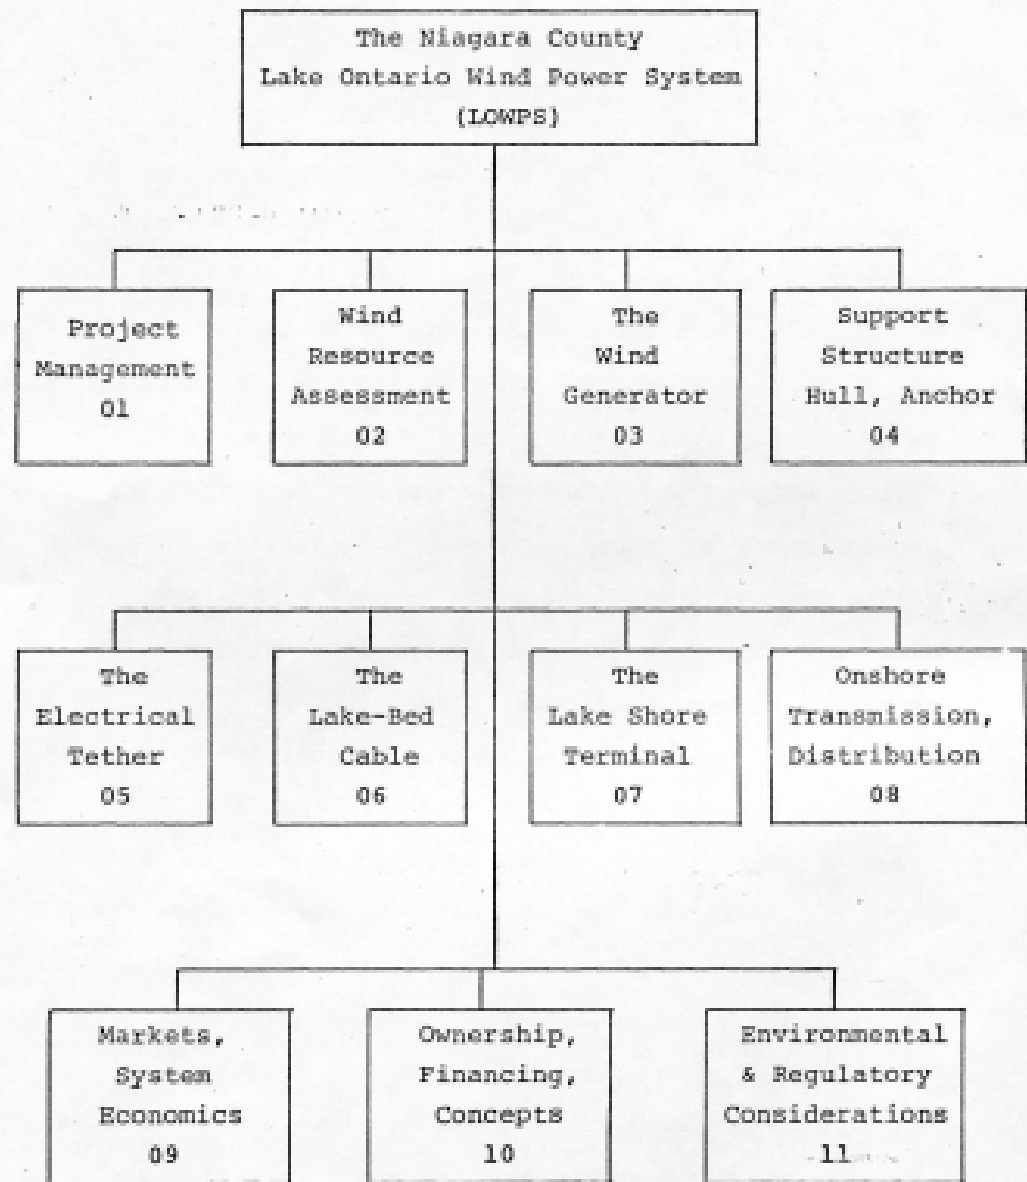 The Niagara County
Lake Ontario Wind Power System
(LOWPS)
Project
Management
01
Wind
Resource
Assessment
02
The
Wind
Generator
03
Support
Structure
Hull, Anchor
04
The
Electrical
Tether
05
The
Lake-Bed
Cable
06
The
Lake Shore
Terminal
07
Onshore
Transmission,
Distribution
08
Markets,
System
Economics
09
Ownership,
Financing,
Concepts
10
Environmental
& Regulatory
Considerations
11